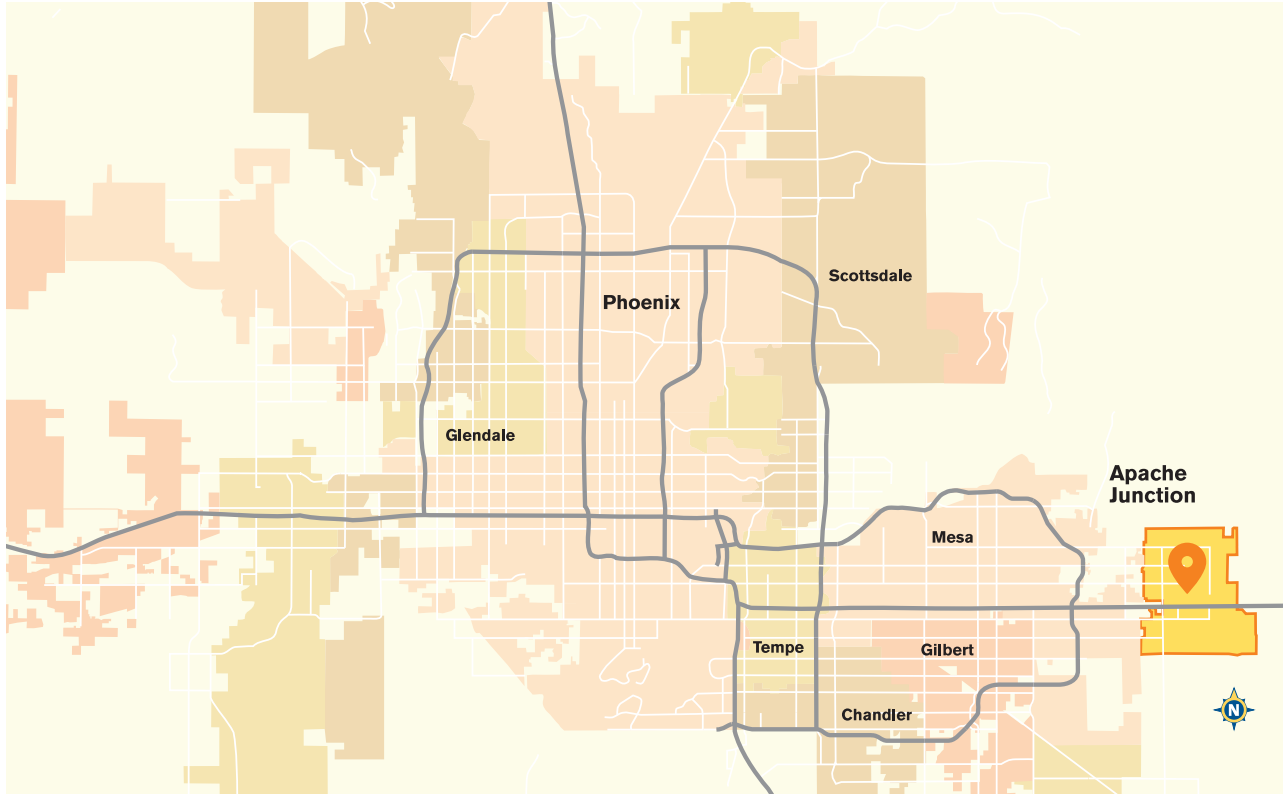 Scottsdale
Phoenix
Glendale
Apache
Junction
Mesa
Tempe
Gilbert
Chandler
N